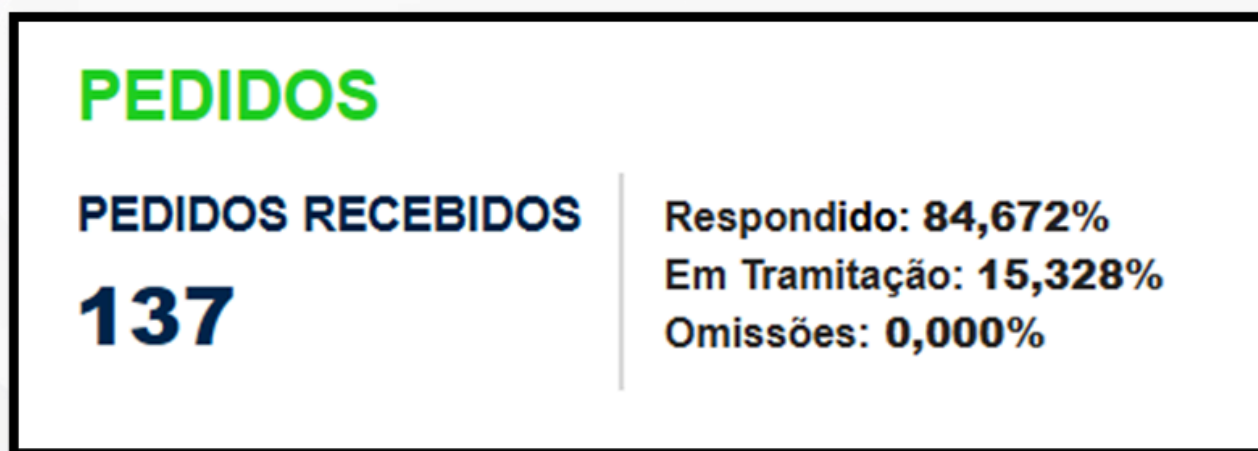 PEDIDOS
PEDIDOS RECEBIDOS
137
Respondido: 84,672%
Em Tramitação: 15,328%
Omissões: 0,000%